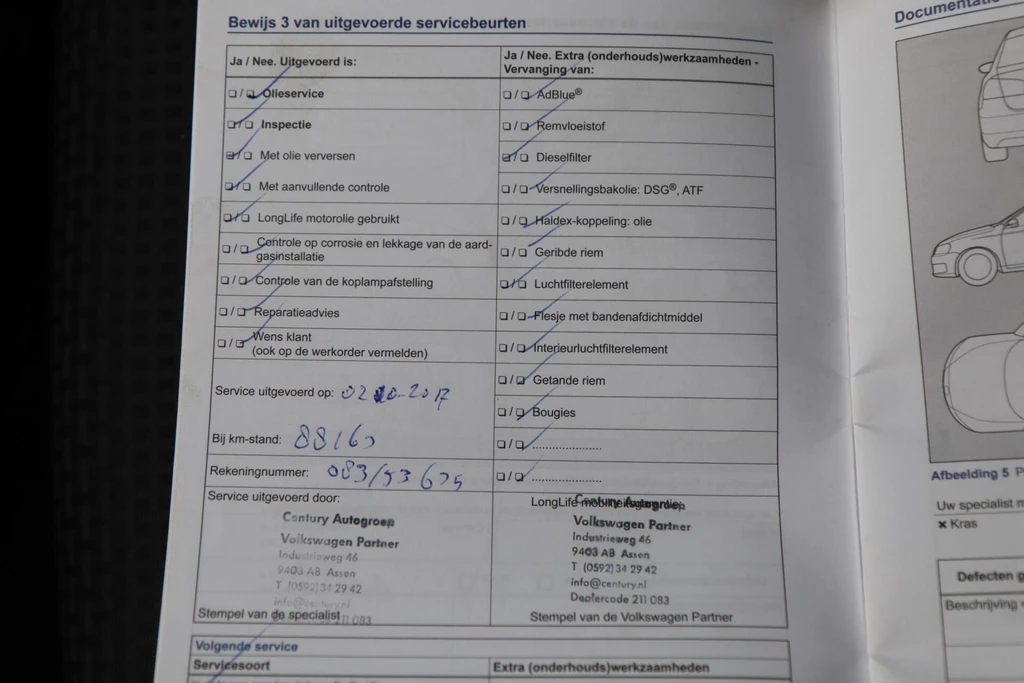 Bewijs 3 van uitgevoerde servicebeurten
Ja / Nee. Uitgevoerd is:
Olieservice
Inspectie
Met olie verversen
Met aanvullende controle
LongLife motorolie gebruikt
Controle op corrosie en lekkage van de aard-
gasinstallatie
Controle van de koplampafstelling
Reparatieadvies
Wens klant
(ook op de werkorder vermelden)
Service uitgevoerd op:
Bij km-stand:
Rekeningnummer:
Service uitgevoerd door:
Century Autogroep
Volkswagen Partner
Industrieweg 46
9403 AB Assen
T (0592) 34 29 42
info@century.nl
Stempel van de specialist 211 083
Ja / Nee. Extra (onderhouds)werkzaamheden -
Vervanging van:
AdBlue®
Remvloeistof
Dieselfilter
Versnellingsbakolie: DSG®, ATF
Haldex-koppeling: olie
Geribde riem
Luchtfilterelement
Flesje met bandenafdichtmiddel
Interieurluchtfilterelement
Getande riem
Bougies
......................
......................
Century Autogroep
Volkswagen Partner
Industrieweg 46
9403 AB Assen
T (0592) 34 29 42
info@century.nl
Dealercode 211 083
Stempel van de Volkswagen Partner
Volgende service
Servicesoort
Extra (onderhouds)werkzaamheden
Afbeelding 5
Uw specialist
× Kras
Defecten
Beschrijving